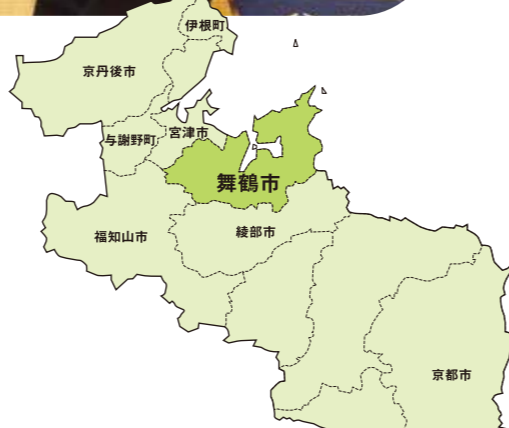 伊根町
京丹後市
与謝野町
宮津市
舞鶴市
福知山市
綾部市
京都市